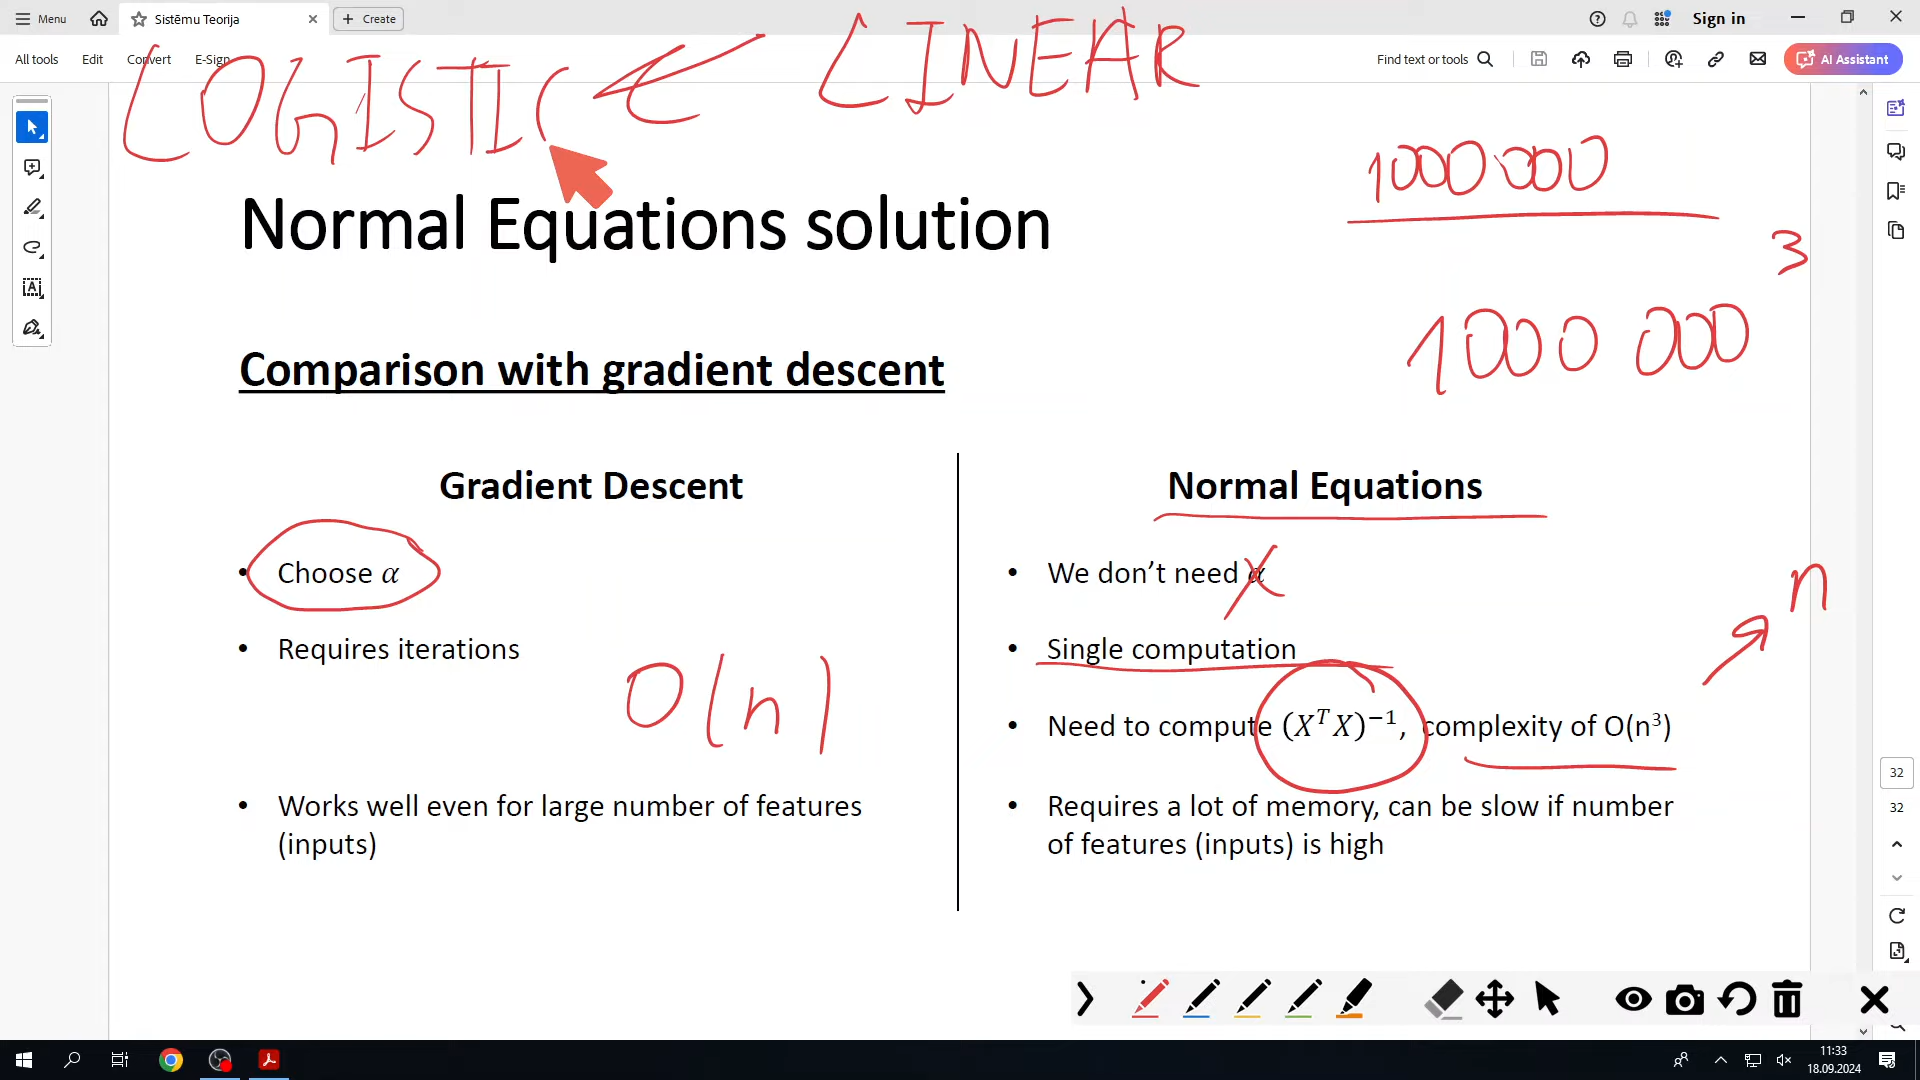 Menu
Sistēmu Teorija
Create
Sign in
All tools
Edit
Convert
E-Sign
Find text or tools
AI Assistant
LOGISTIC
LINEAR
1000000
3
1000 000
Normal Equations solution
Comparison with gradient descent
Gradient Descent
• Choose α
• Requires iterations
O(n)
• Works well even for large number of features
(inputs)
Normal Equations
• We don't need α
• Single computation
n
• Need to compute (XᵀX)⁻¹, complexity of O(n³)
• Requires a lot of memory, can be slow if number
of features (inputs) is high
32
32
11:33
18.09.2024